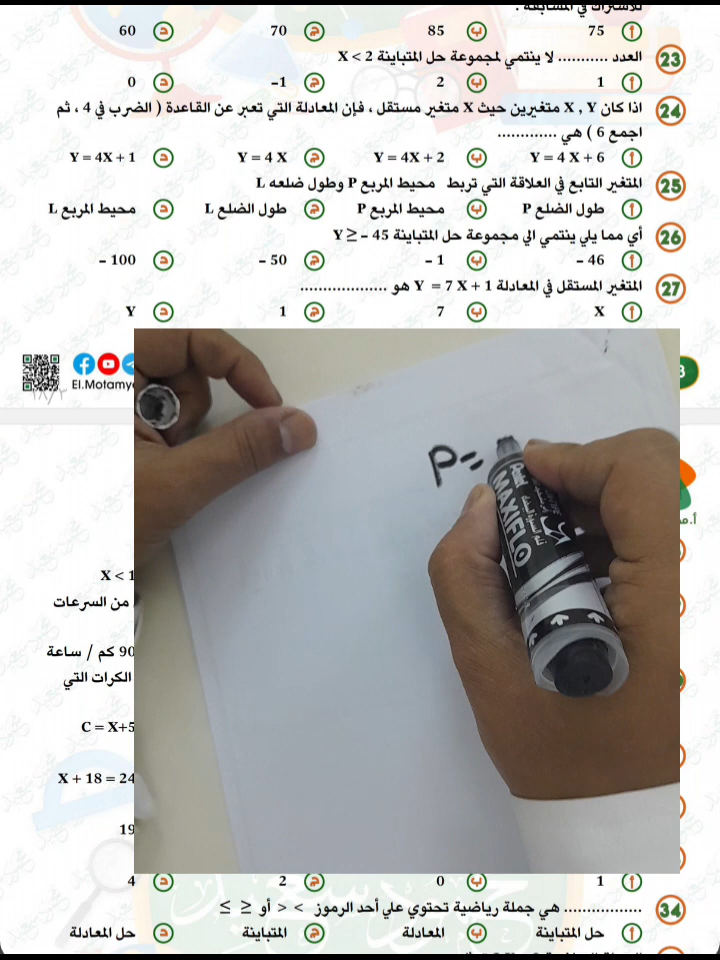 للاشتراك في المسابقة .
أ 75 ب 85 ج 70 د 60
23 العدد ........... لا ينتمي لمجموعة حل المتباينة X < 2
أ 1 ب 2 ج –1 د 0
24 اذا كان X , Y متغيرين حيث X متغير مستقل ، فإن المعادلة التي تعبر عن القاعدة ( الضرب في 4 ، ثم
اجمع 6 ) هي .............
أ Y = 4 X + 6 ب Y = 4X + 2 ج Y = 4 X د Y = 4X + 1
25 المتغير التابع في العلاقة التي تربط محيط المربع P وطول ضلعه L
أ طول الضلع P ب محيط المربع P ج طول الضلع L د محيط المربع L
26 أي مما يلي ينتمي الي مجموعة حل المتباينة Y ≥ – 45
أ – 46 ب – 1 ج – 50 د – 100
27 المتغير المستقل في المعادلة Y = 7 X + 1 هو ...................
أ X ب 7 ج 1 د Y
El.Motamy
P =
Pentel
MAXIFLO
X < 1
من السرعات
90 كم / ساعة
الكرات التي
C = X+5
X + 18 = 24
19
أ 1 ب 0 ج 2 د 4
34 ................. هي جملة رياضية تحتوي علي أحد الرموز > < أو ≥ ≤
أ حل المتباينة ب المعادلة ج المتباينة د حل المعادلة